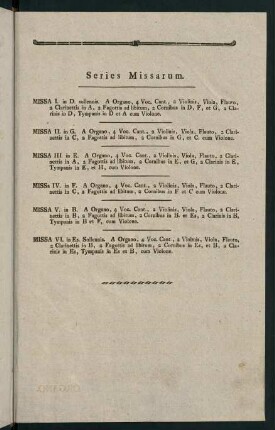 Series Missarum.
MISSA I. in D. sollennis. A Organo, 4 Voc. Cant., 2 Violinis, Viola, Flauto,
2 Clarinettis in A, 2 Fagottis ad libitum, 2 Cornibus in D, F, et G, 2 Cla-
rinis in D, Tympanis in D et A cum Violone.
MISSA II. in G. A Organo, 4 Voc. Cant., 2 Violinis, Viola, Flauto, 2 Clari-
nettis in C, 2 Fagottis ad libitum, 2 Cornibus in G, et C. cum Violone.
MISSA III. in E. A Organo, 4 Voc. Cant., 2 Violinis, Viola, Flauto, 2 Clari-
nettis in A, 2 Fagottis ad libitum, 2 Cornibus in E, et G, 2 Clarinis in E,
Tympanis in E, et H, cum Violone.
MISSA IV. in F. A Organo, 4 Voc. Cant., 2 Violinis, Viola, Flauto, 2 Clari-
nettis in C, 2 Fagottis ad libitum, 2 Cornibus in F et C cum Violone.
MISSA V. in B. A Organo, 4 Voc. Cant., 2 Violinis, Viola, Flauto, 2 Clari-
nettis in B, 2 Fagottis ad libitum, 2 Cornibus in B. et Es, 2 Clarinis in B,
Tympanis in B et F, cum Violone.
MISSA VI. in Es. Sollennis. A Organo, 4 Voc. Cant., 2 Violinis, Viola, Flauto,
2 Clarinettis in B, 2 Fagottis ad libitum, 2 Cornibus in Es, et B, 2 Cla-
rinis in Es, Tympanis in Es et B, cum Violone.